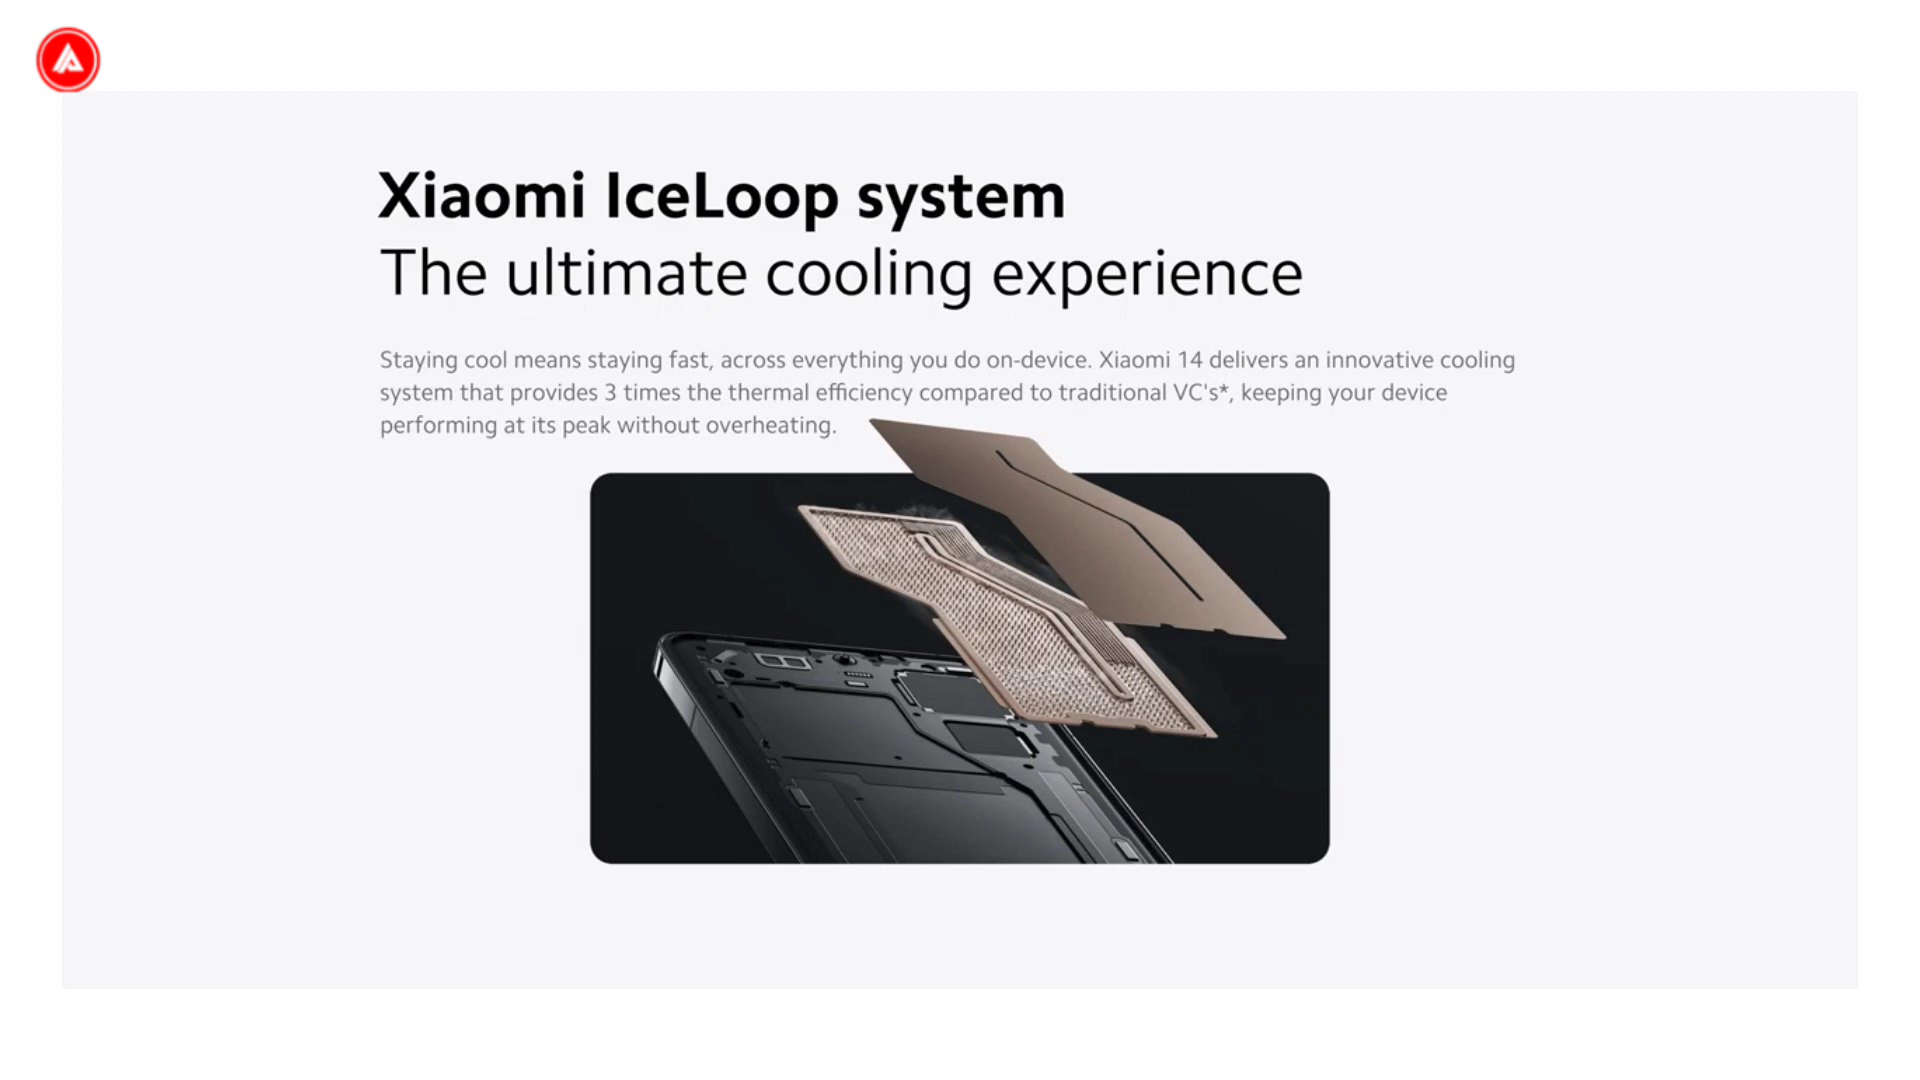 Xiaomi IceLoop system
The ultimate cooling experience
Staying cool means staying fast, across everything you do on-device. Xiaomi 14 delivers an innovative cooling
system that provides 3 times the thermal efficiency compared to traditional VC's*, keeping your device
performing at its peak without overheating.